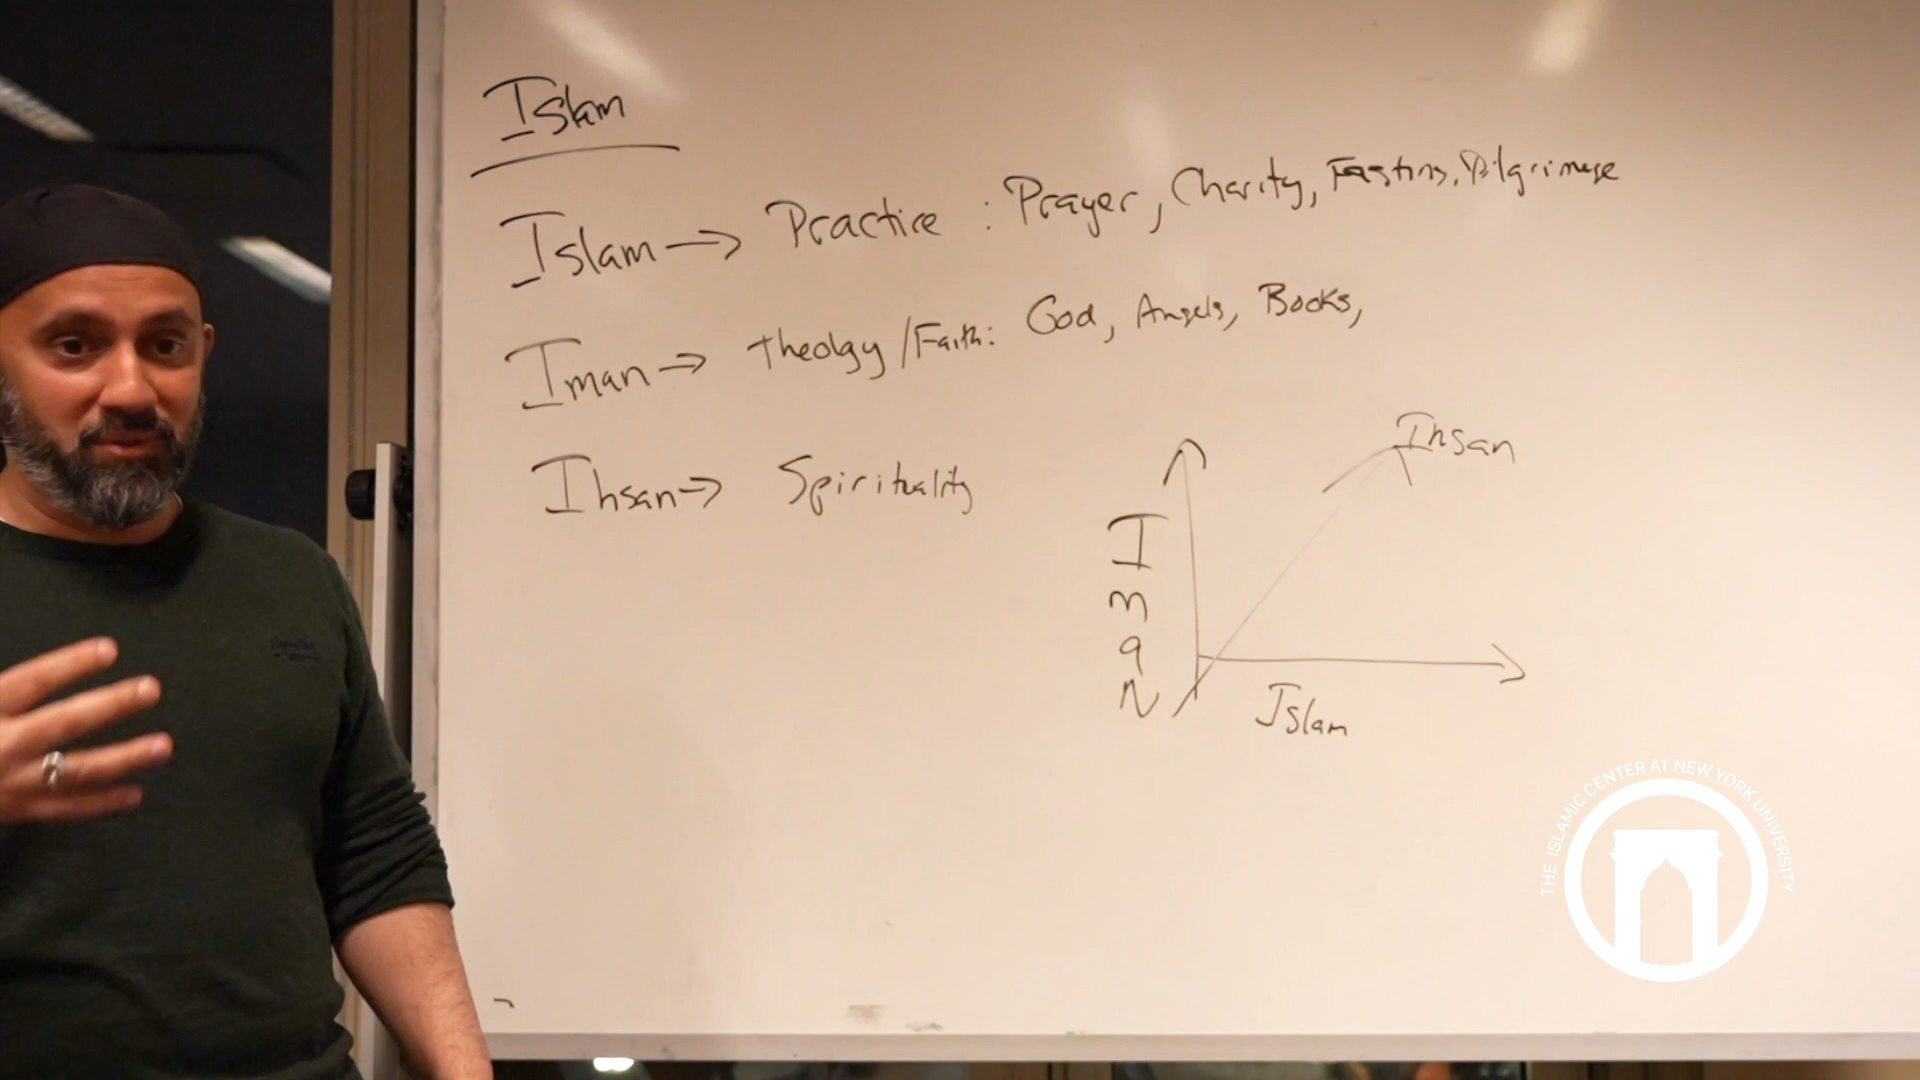 Islam
Islam → Practice : Prayer, Charity, Fasting, Pilgrimage
Iman → theology/Faith: God, Angels, Books,
Ihsan → Spirituality
Ihsan
I
m
a
N
Islam
THE ISLAMIC CENTER AT NEW YORK UNIVERSITY